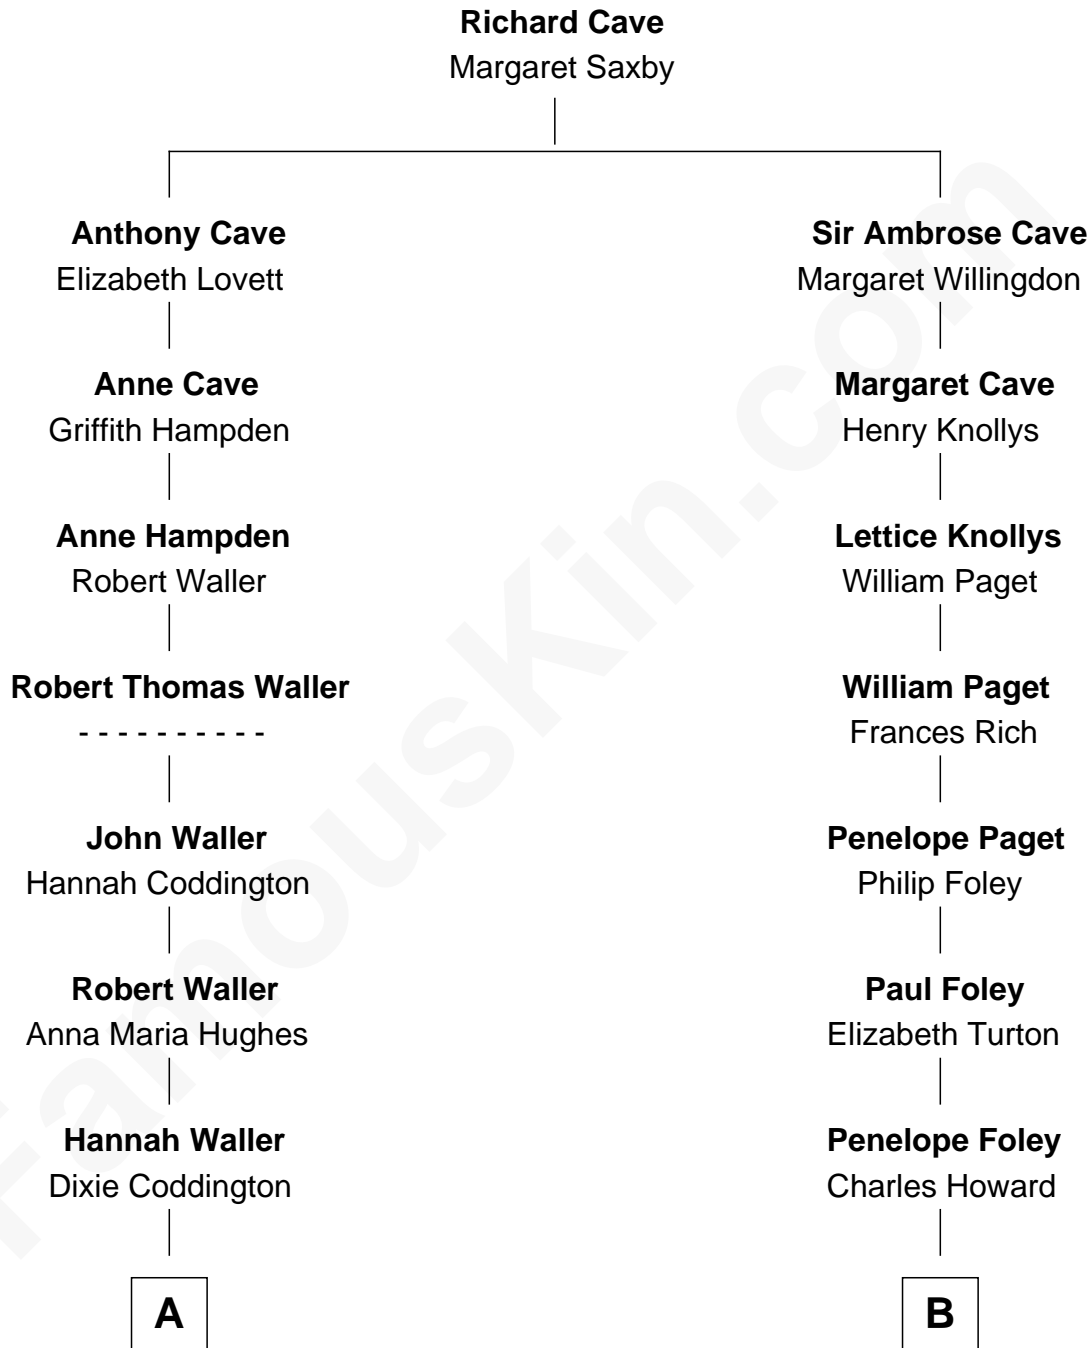 Richard Cave
Margaret Saxby
Anthony Cave
Elizabeth Lovett
Anne Cave
Griffith Hampden
Anne Hampden
Robert Waller
Robert Thomas Waller
- - - - - - - - - -
John Waller
Hannah Coddington
Robert Waller
Anna Maria Hughes
Hannah Waller
Dixie Coddington
A
Sir Ambrose Cave
Margaret Willingdon
Margaret Cave
Henry Knollys
Lettice Knollys
William Paget
William Paget
Frances Rich
Penelope Paget
Philip Foley
Paul Foley
Elizabeth Turton
Penelope Foley
Charles Howard
B
FamousKin.com